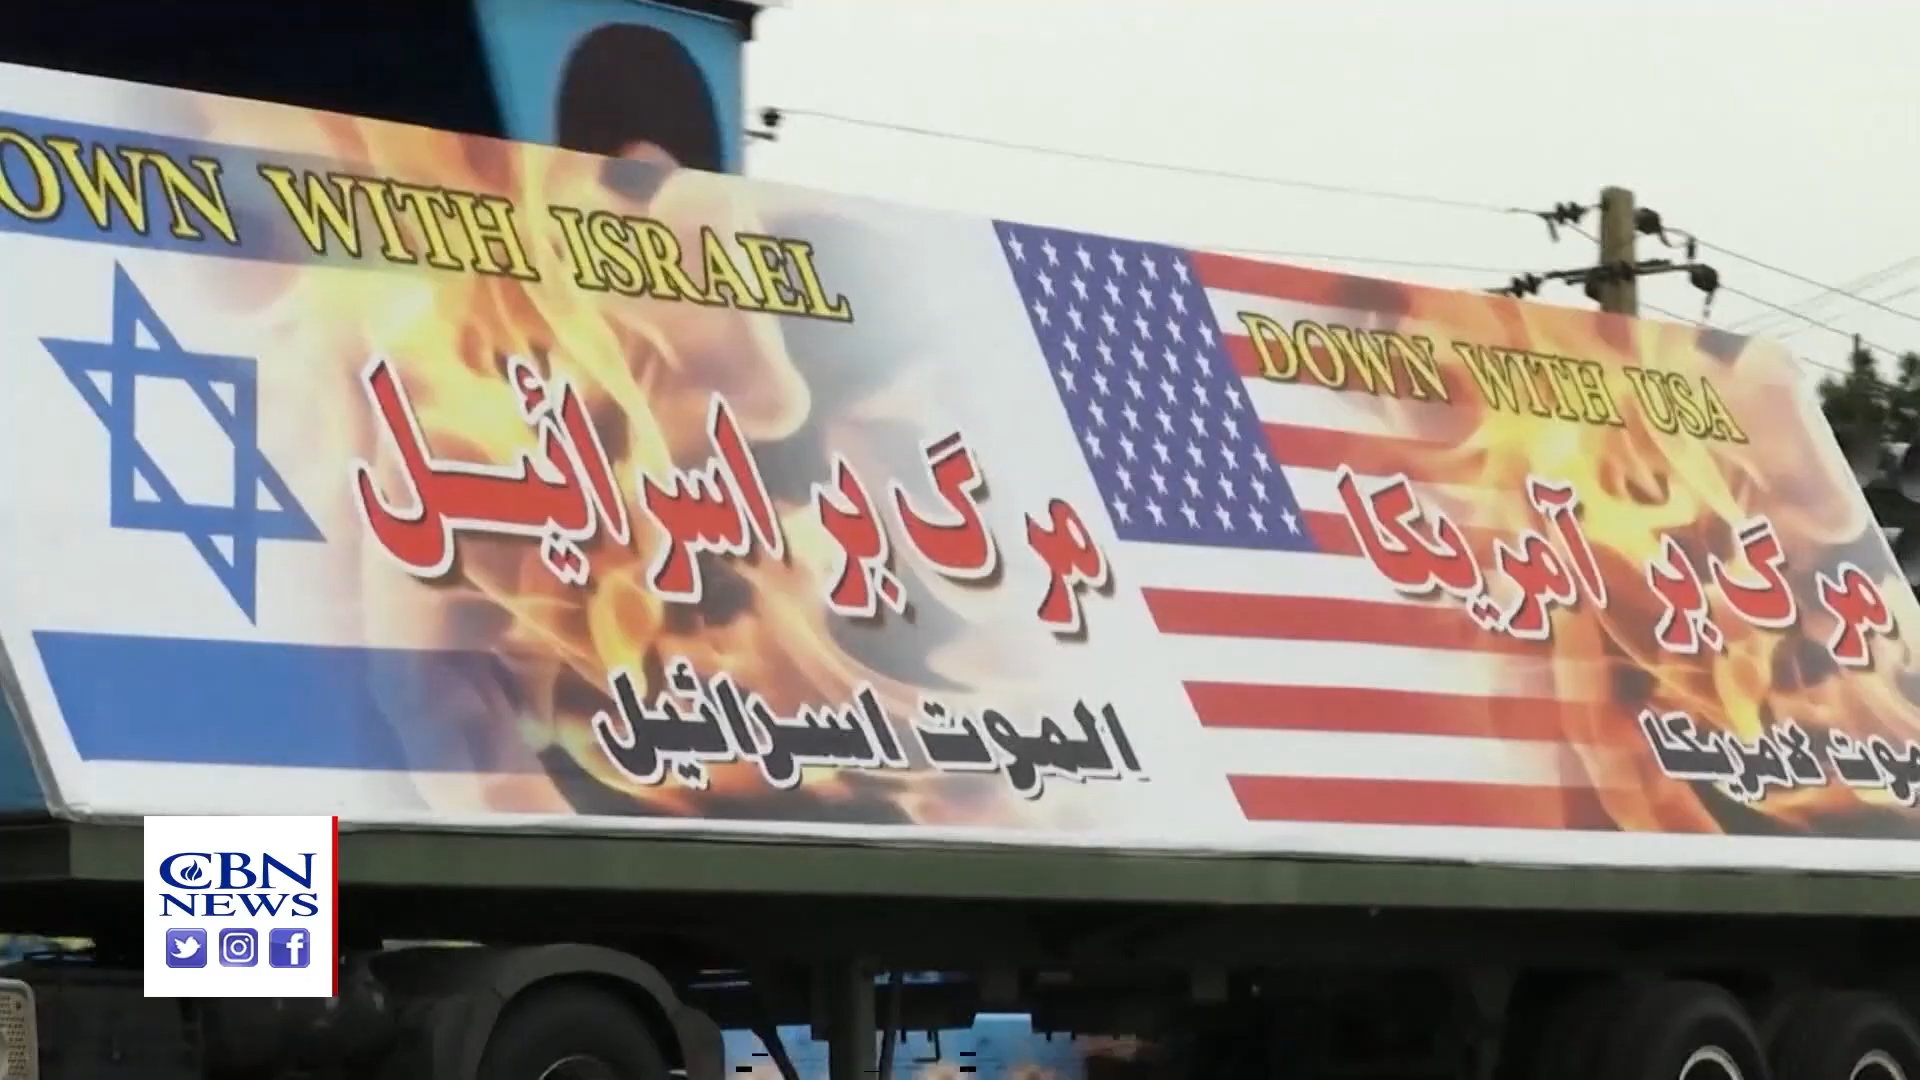 OWN WITH ISRAEL
مرگ بر اسرائیل
الموت اسرائیل
DOWN WITH USA
مرگ بر آمریکا
موت لامریکا
CBN
NEWS